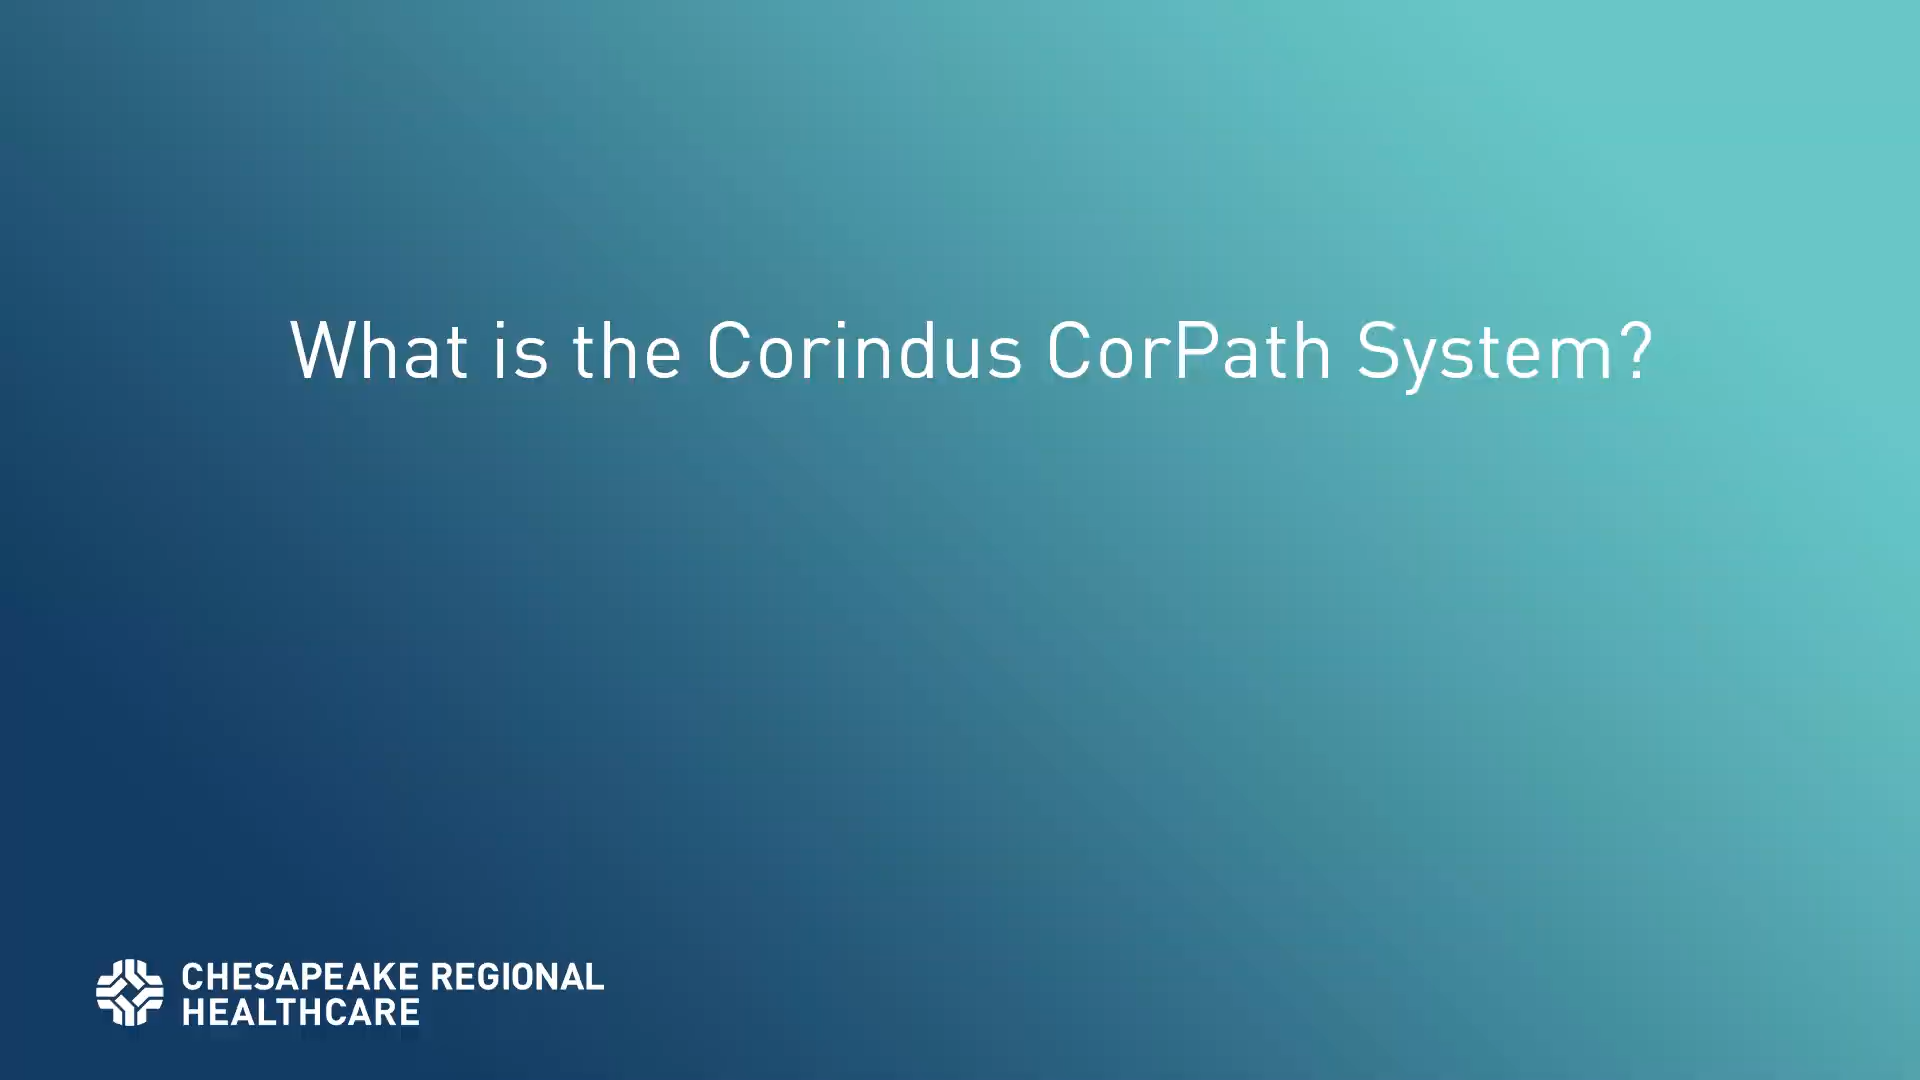 What is the Corindus CorPath System?
CHESAPEAKE REGIONAL
HEALTHCARE